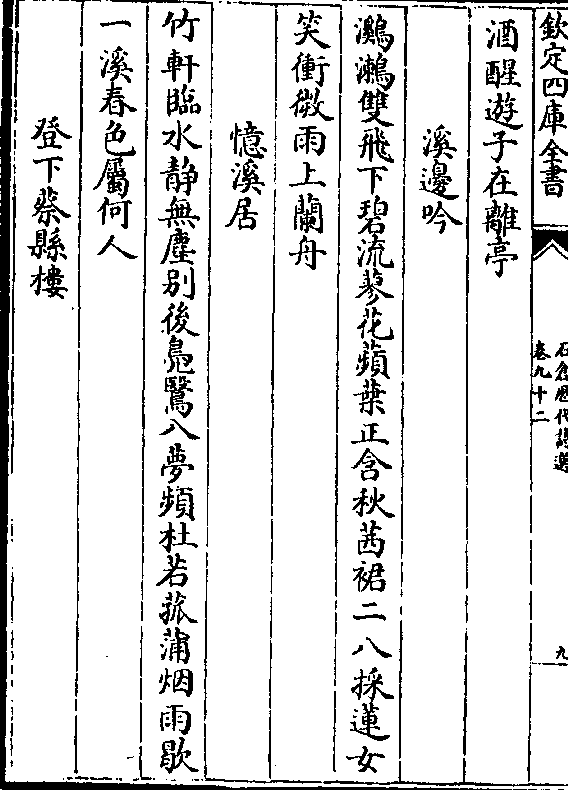 欽定四庫全書
石倉歷代詩選
卷九十二
九
酒醒遊子在離亭
溪邊吟
鸂鶒雙飛下碧流蓼花蘋葉正含秋茜裙二八採蓮女
笑衝微雨上蘭舟
憶溪居
竹軒臨水靜無塵别後鳧鷖入夢頻杜若菰蒲烟雨歇
一溪春色屬何人
登下蔡縣樓